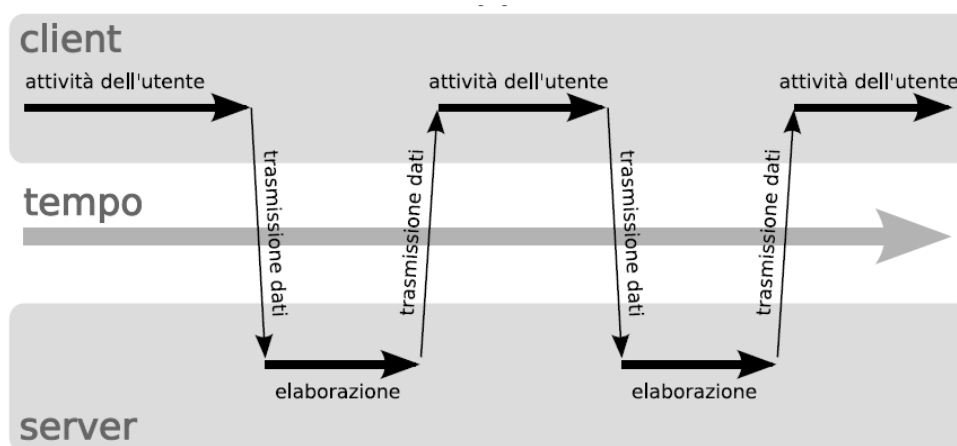 client
attività dell'utente
attività dell'utente
attività dell'utente
trasmissione dati
trasmissione dati
trasmissione dati
trasmissione dati
tempo
elaborazione
elaborazione
server